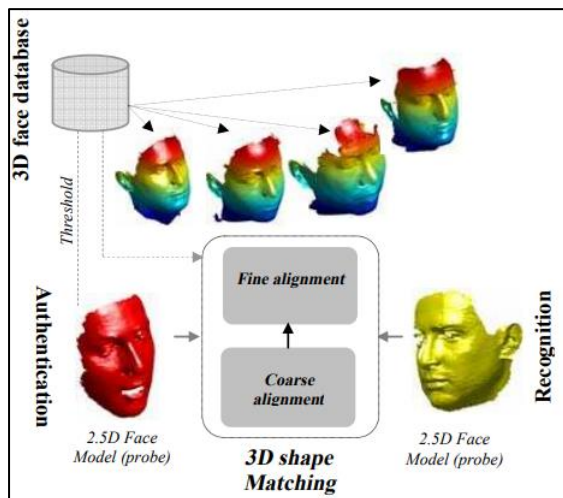 3D face database
Threshold
Authentication
Fine alignment
Coarse
alignment
Recognition
2.5D Face
Model (probe)
3D shape
Matching
2.5D Face
Model (probe)